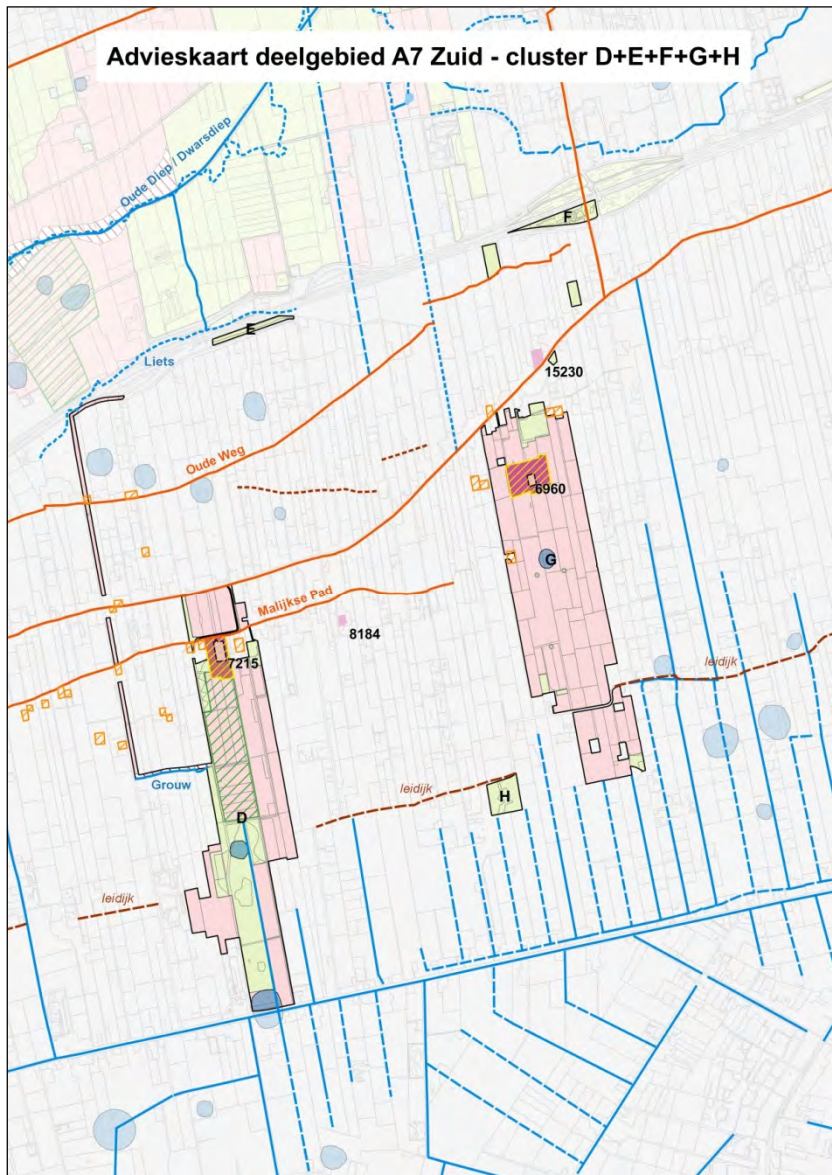 Advieskaart deelgebied A7 Zuid - cluster D+E+F+G+H
Oude Diep / Dwarsdiep
F
E
Liets
15230
Oude Weg
6960
G
Malijkse Pad
8184
7215
leidijk
Grouw
leidijk
H
D
leidijk